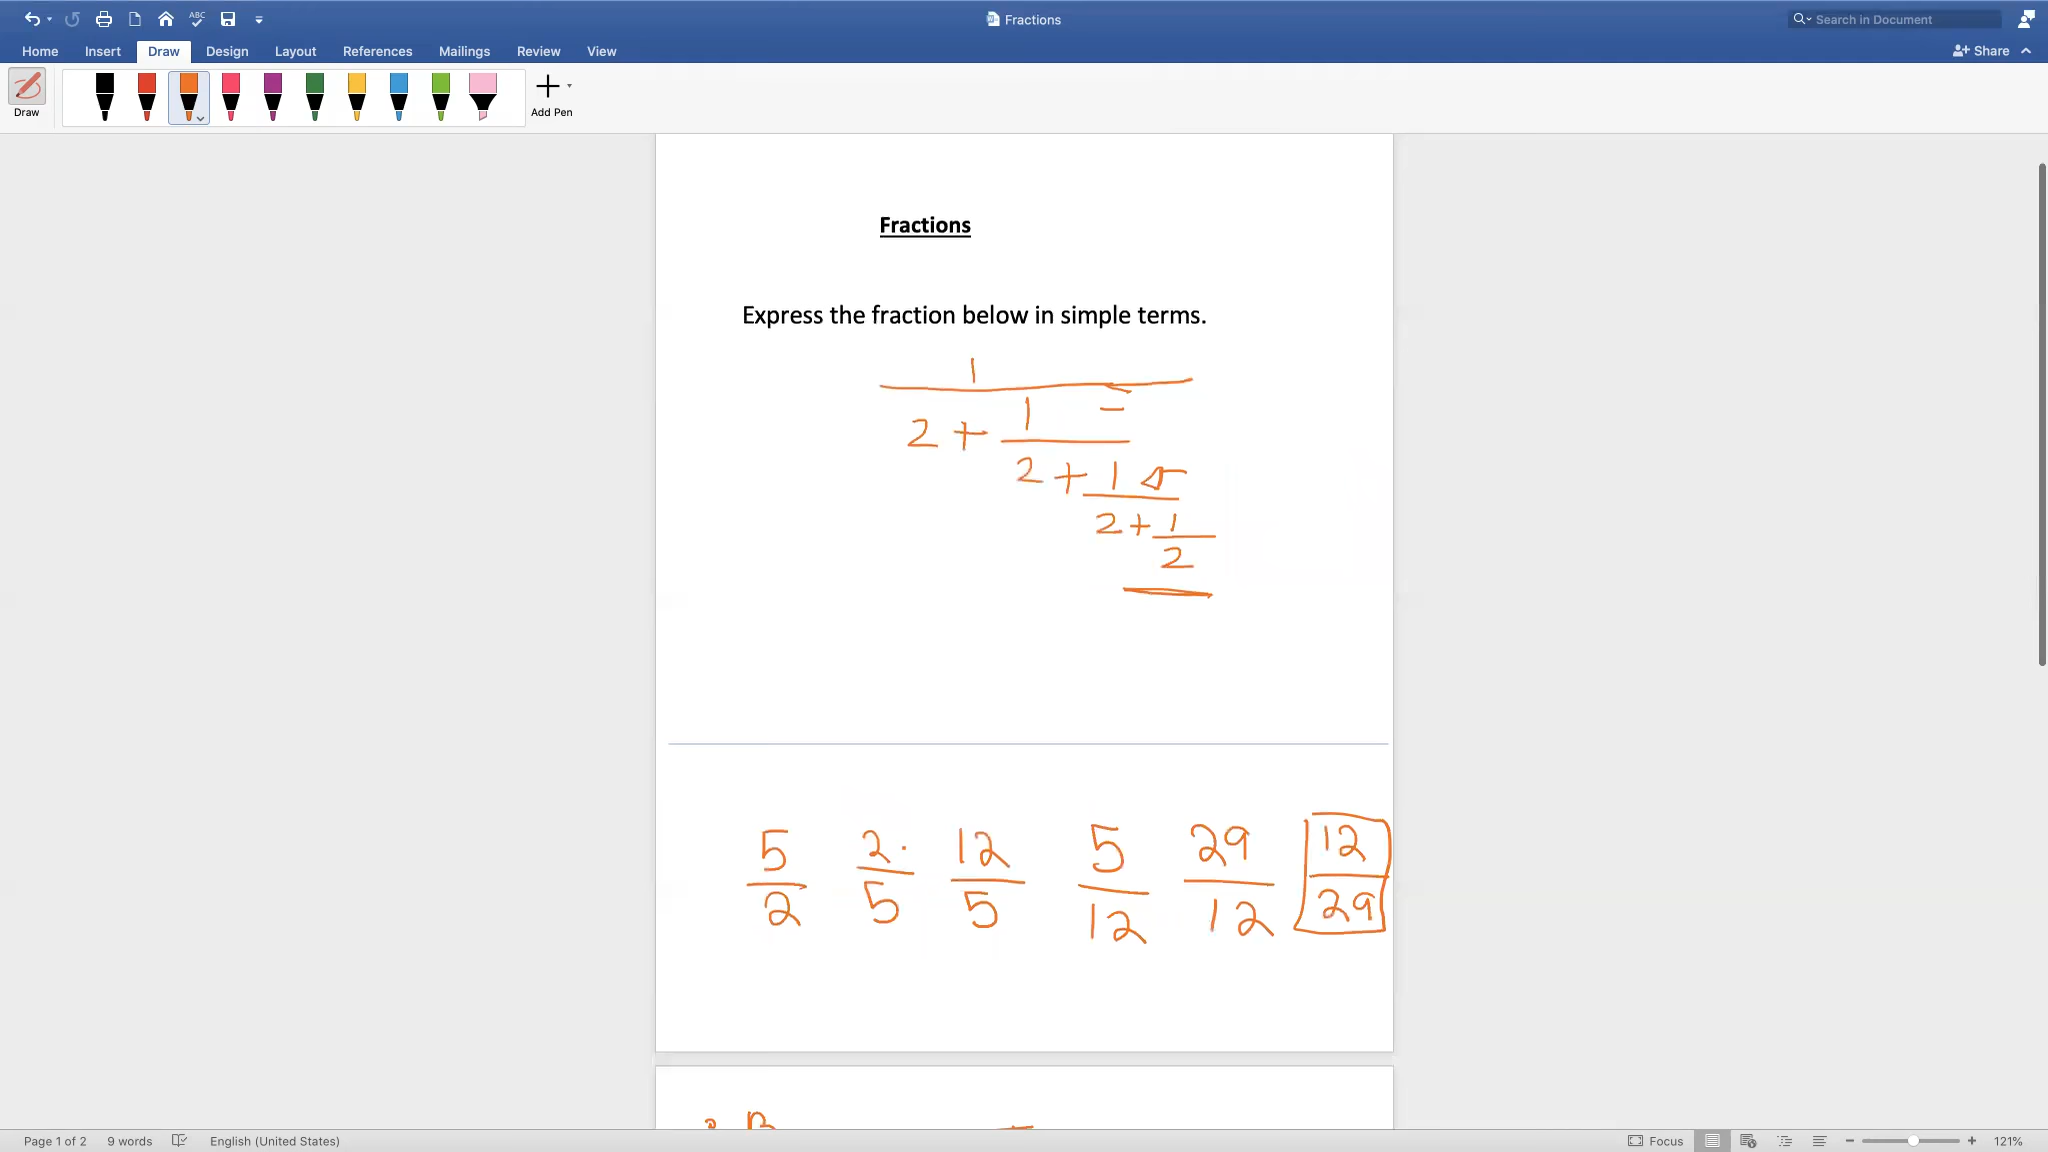 Fractions
Search in Document
Home Insert Draw Design Layout References Mailings Review View
Share
Draw
Add Pen
Fractions
Express the fraction below in simple terms.
1
2 + 1
2 + 1
2 + 1
2
5 2. 12 5 29 12
2 5 5 12 12 29
Page 1 of 2 9 words English (United States) Focus 121%